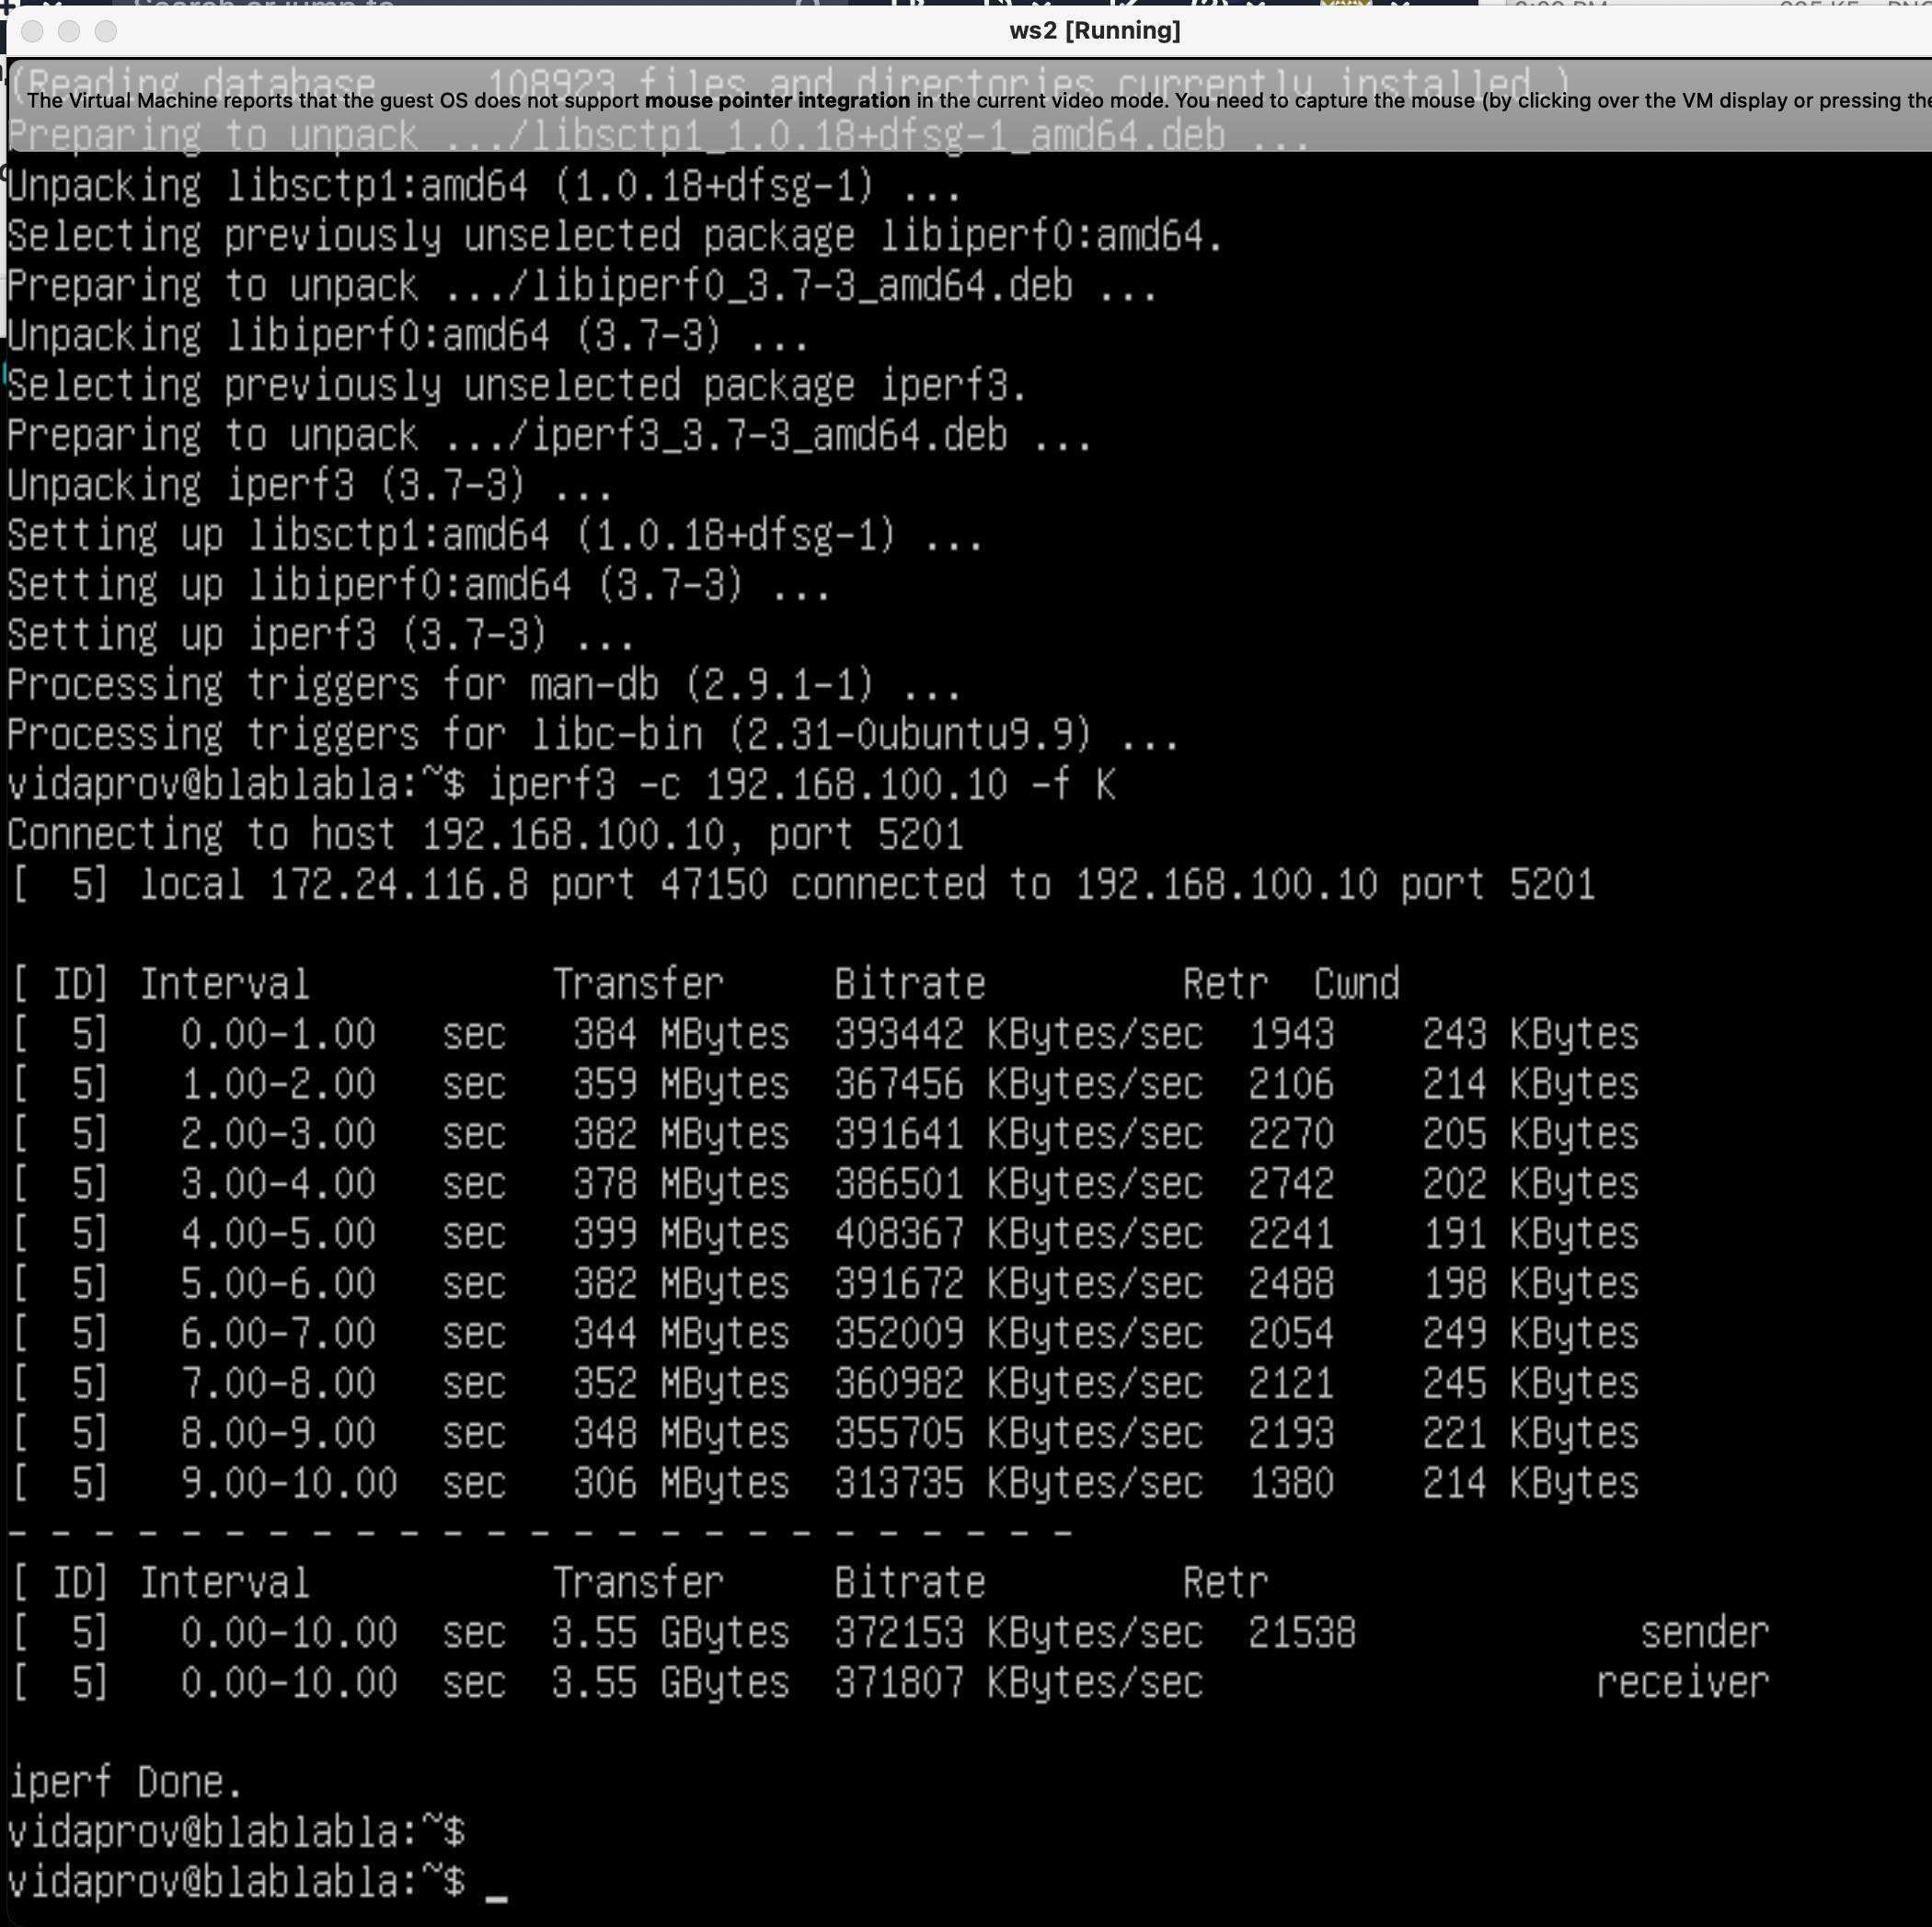 ws2 [Running]
(Reading database ... 108923 files and directories currently installed.)
The Virtual Machine reports that the guest OS does not support mouse pointer integration in the current video mode. You need to capture the mouse (by clicking over the VM display or pressing the
Preparing to unpack .../libsctp1_1.0.18+dfsg-1_amd64.deb ...
Unpacking libsctp1:amd64 (1.0.18+dfsg-1) ...
Selecting previously unselected package libiperf0:amd64.
Preparing to unpack .../libiperf0_3.7-3_amd64.deb ...
Unpacking libiperf0:amd64 (3.7-3) ...
Selecting previously unselected package iperf3.
Preparing to unpack .../iperf3_3.7-3_amd64.deb ...
Unpacking iperf3 (3.7-3) ...
Setting up libsctp1:amd64 (1.0.18+dfsg-1) ...
Setting up libiperf0:amd64 (3.7-3) ...
Setting up iperf3 (3.7-3) ...
Processing triggers for man-db (2.9.1-1) ...
Processing triggers for libc-bin (2.31-0ubuntu9.9) ...
vidaprov@blablabla:~$ iperf3 -c 192.168.100.10 -f K
Connecting to host 192.168.100.10, port 5201
[  5] local 172.24.116.8 port 47150 connected to 192.168.100.10 port 5201
[ ID] Interval           Transfer     Bitrate         Retr  Cwnd
[  5]   0.00-1.00   sec   384 MBytes  393442 KBytes/sec  1943    243 KBytes
[  5]   1.00-2.00   sec   359 MBytes  367456 KBytes/sec  2106    214 KBytes
[  5]   2.00-3.00   sec   382 MBytes  391641 KBytes/sec  2270    205 KBytes
[  5]   3.00-4.00   sec   378 MBytes  386501 KBytes/sec  2742    202 KBytes
[  5]   4.00-5.00   sec   399 MBytes  408367 KBytes/sec  2241    191 KBytes
[  5]   5.00-6.00   sec   382 MBytes  391672 KBytes/sec  2488    198 KBytes
[  5]   6.00-7.00   sec   344 MBytes  352009 KBytes/sec  2054    249 KBytes
[  5]   7.00-8.00   sec   352 MBytes  360982 KBytes/sec  2121    245 KBytes
[  5]   8.00-9.00   sec   348 MBytes  355705 KBytes/sec  2193    221 KBytes
[  5]   9.00-10.00  sec   306 MBytes  313735 KBytes/sec  1380    214 KBytes
- - - - - - - - - - - - - - - - - - - - - - - - -
[ ID] Interval           Transfer     Bitrate         Retr
[  5]   0.00-10.00  sec  3.55 GBytes  372153 KBytes/sec  21538             sender
[  5]   0.00-10.00  sec  3.55 GBytes  371807 KBytes/sec                  receiver
iperf Done.
vidaprov@blablabla:~$
vidaprov@blablabla:~$ _